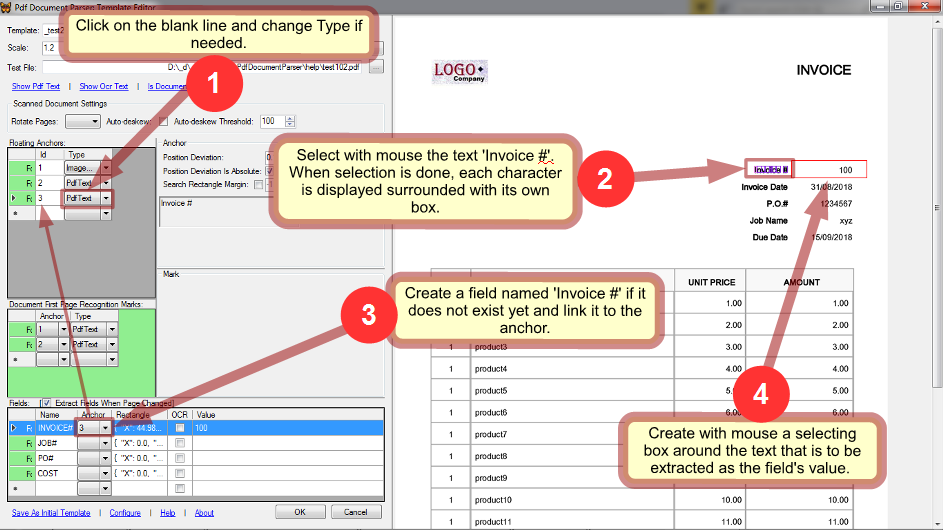 Pdf Document Parser: Template Editor
Template: _test2
Click on the blank line and change Type if
needed.
Scale: 1.2
Test File: D:\_d\ PdfDocumentParser\help\test102.pdf
Show Pdf Text | Show Ocr Text | Is Documen
1
Scanned Document Settings
Rotate Pages: Auto-deskew: Auto-deskew Threshold: 100
Floating Anchors:
Id Type
F: 1 Image...
F: 2 PdfText
F: 3 PdfText
*
Anchor
Position Deviation: 0.
Position Deviation Is Absolute:
Search Rectangle Margin: -1
Invoice #
Mark
Select with mouse the text 'Invoice #'.
When selection is done, each character
is displayed surrounded with its own
box.
2
Document First Page Recognition Marks:
Anchor Type
F: 1 PdfText
F: 2 PdfText
*
Create a field named 'Invoice #' if it
does not exist yet and link it to the
anchor.
3
Fields: Extract Fields When Page Changed
Name Anchor Rectangle OCR Value
F: INVOICE# 3 { "X": 44.98... 100
F: JOB# { "X": 0.0, "...
F: PO# { "X": 0.0, "...
F: COST { "X": 0.0, "...
*
Save As Initial Template | Configure | Help | About
OK Cancel
LOGO
Company
INVOICE
Invoice # 100
Invoice Date 31/08/2018
P.O.# 1234567
Job Name xyz
Due Date 15/09/2018
UNIT PRICE AMOUNT
1.00 1.00
2.00 2.00
1 product3 3.00 3.00
1 product4 4.00 4.00
1 product5 5.00 5.00
1 product6 6.00 6.00
1 product7
1 product8
1 product9
1 product10 10.00 10.00
1 product11 11.00 11.00
4
Create with mouse a selecting
box around the text that is to be
extracted as the field's value.